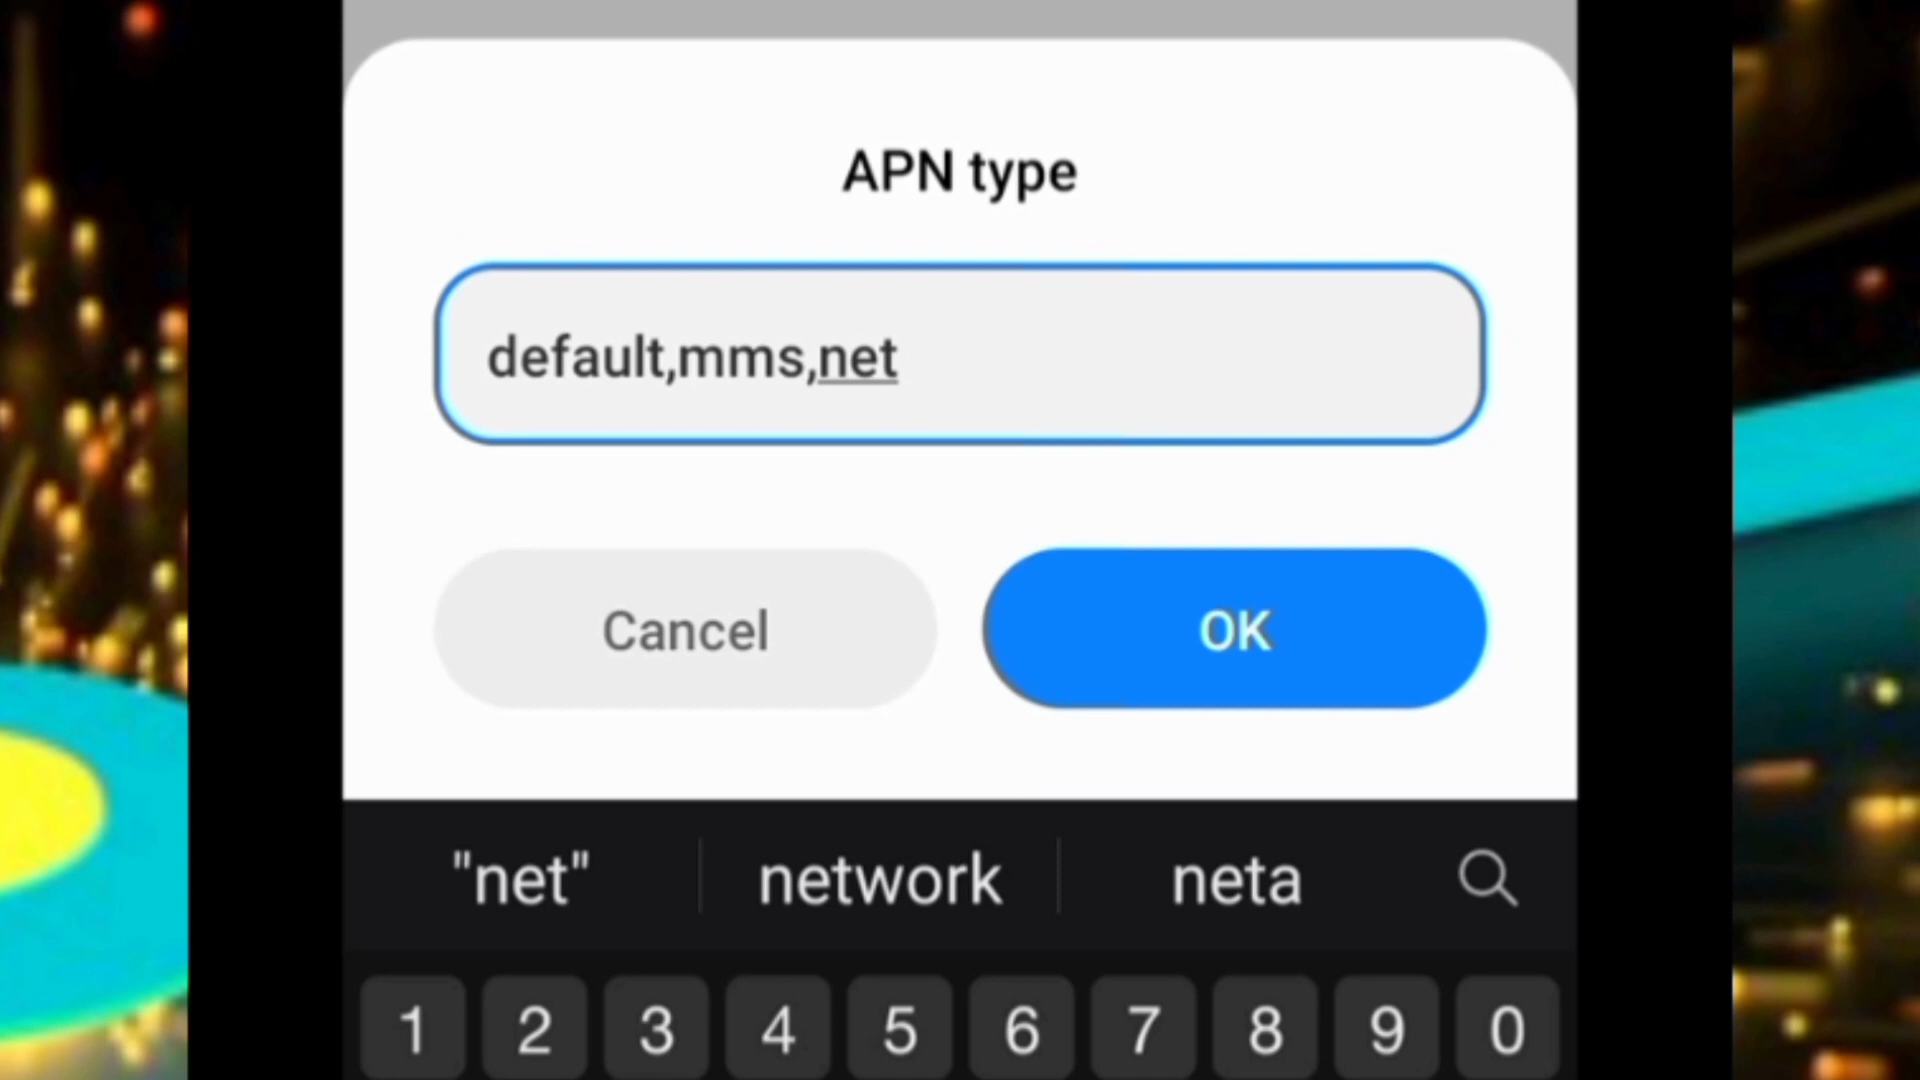 APN type
default,mms,net
Cancel OK
"net" network neta
1 2 3 4 5 6 7 8 9 0